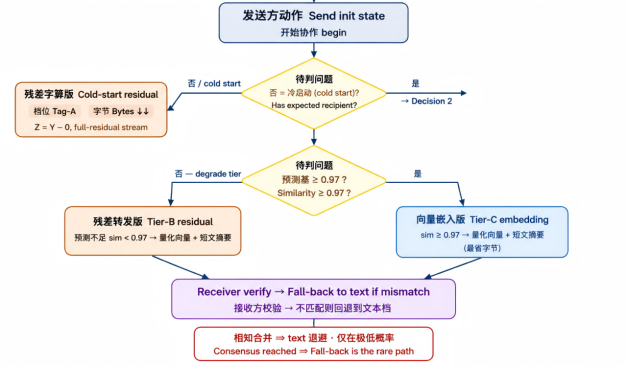 发送方动作 Send init state
开始协作 begin
待判问题
否 = 冷启动 (cold start)?
Has expected recipient?
否 / cold start
是
→ Decision 2
残差字算版 Cold-start residual
档位 Tag-A 字节 Bytes ↓↓
Z = Y − 0, full-residual stream
待判问题
预测基 ≥ 0.97 ?
Similarity ≥ 0.97 ?
否 — degrade tier
是
残差转发版 Tier-B residual
预测不足 sim < 0.97 → 量化向量 + 短文摘要
向量嵌入版 Tier-C embedding
sim ≥ 0.97 → 量化向量 + 短文摘要
(最省字节)
Receiver verify → Fall-back to text if mismatch
接收方校验 → 不匹配则回退到文本档
相知合并 ⇒ text 退避 · 仅在极低概率
Consensus reached ⇒ Fall-back is the rare path